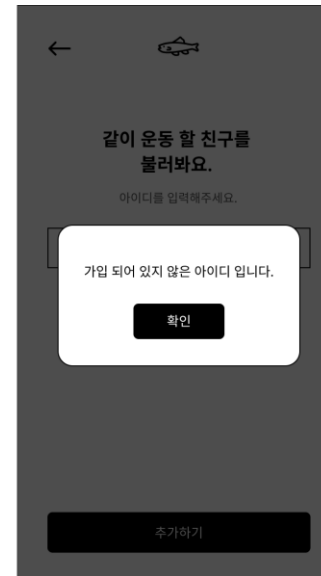 같이 운동 할 친구를
불러봐요.
아이디를 입력해주세요.
가입 되어 있지 않은 아이디 입니다.
확인
추가하기